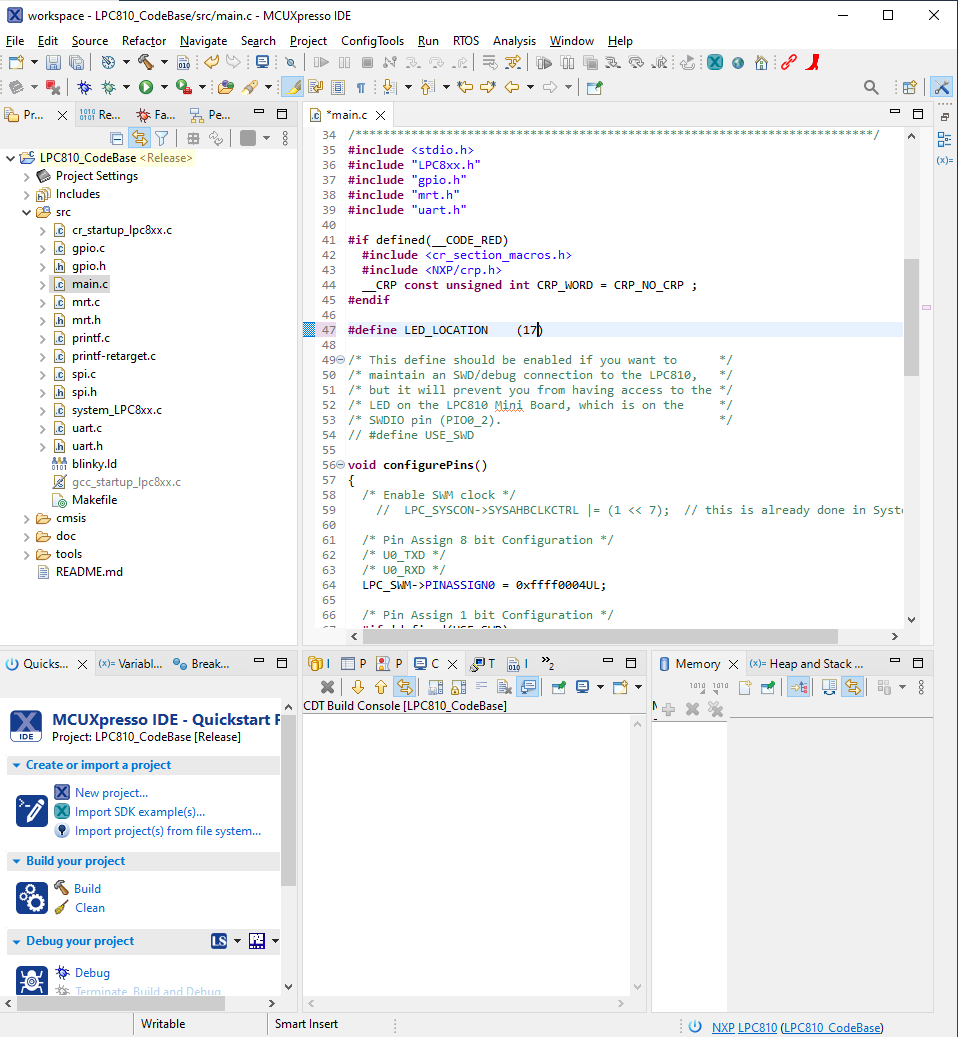 workspace - LPC810_CodeBase/src/main.c - MCUXpresso IDE
File Edit Source Refactor Navigate Search Project ConfigTools Run RTOS Analysis Window Help
Pr... Re... Fa... Pe...
LPC810_CodeBase <Release>
Project Settings
Includes
src
cr_startup_lpc8xx.c
gpio.c
gpio.h
main.c
mrt.c
mrt.h
printf.c
printf-retarget.c
spi.c
spi.h
system_LPC8xx.c
uart.c
uart.h
blinky.ld
gcc_startup_lpc8xx.c
Makefile
cmsis
doc
tools
README.md
*main.c
34 /**************************************************************************/
35 #include <stdio.h>
36 #include "LPC8xx.h"
37 #include "gpio.h"
38 #include "mrt.h"
39 #include "uart.h"
40
41 #if defined(__CODE_RED)
42   #include <cr_section_macros.h>
43   #include <NXP/crp.h>
44   __CRP const unsigned int CRP_WORD = CRP_NO_CRP ;
45 #endif
46
47 #define LED_LOCATION    (17)
48
49 /* This define should be enabled if you want to      */
50 /* maintain an SWD/debug connection to the LPC810,   */
51 /* but it will prevent you from having access to the */
52 /* LED on the LPC810 Mini Board, which is on the     */
53 /* SWDIO pin (PIO0_2).                               */
54 // #define USE_SWD
55
56 void configurePins()
57 {
58   /* Enable SWM clock */
59     //  LPC_SYSCON->SYSAHBCLKCTRL |= (1 << 7);  // this is already done in Syst
60
61   /* Pin Assign 8 bit Configuration */
62   /* U0_TXD */
63   /* U0_RXD */
64   LPC_SWM->PINASSIGN0 = 0xffff0004UL;
65
66   /* Pin Assign 1 bit Configuration */
Quicks... (x)= Variabl... Break...
MCUXpresso IDE - Quickstart P
IDE
Project: LPC810_CodeBase [Release]
Create or import a project
New project...
Import SDK example(s)...
Import project(s) from file system...
Build your project
Build
Clean
Debug your project LS
Debug
Terminate, Build and Debug
I P P C T I »2
CDT Build Console [LPC810_CodeBase]
Memory (x)= Heap and Stack ...
Writable
Smart Insert
NXP LPC810 (LPC810_CodeBase)